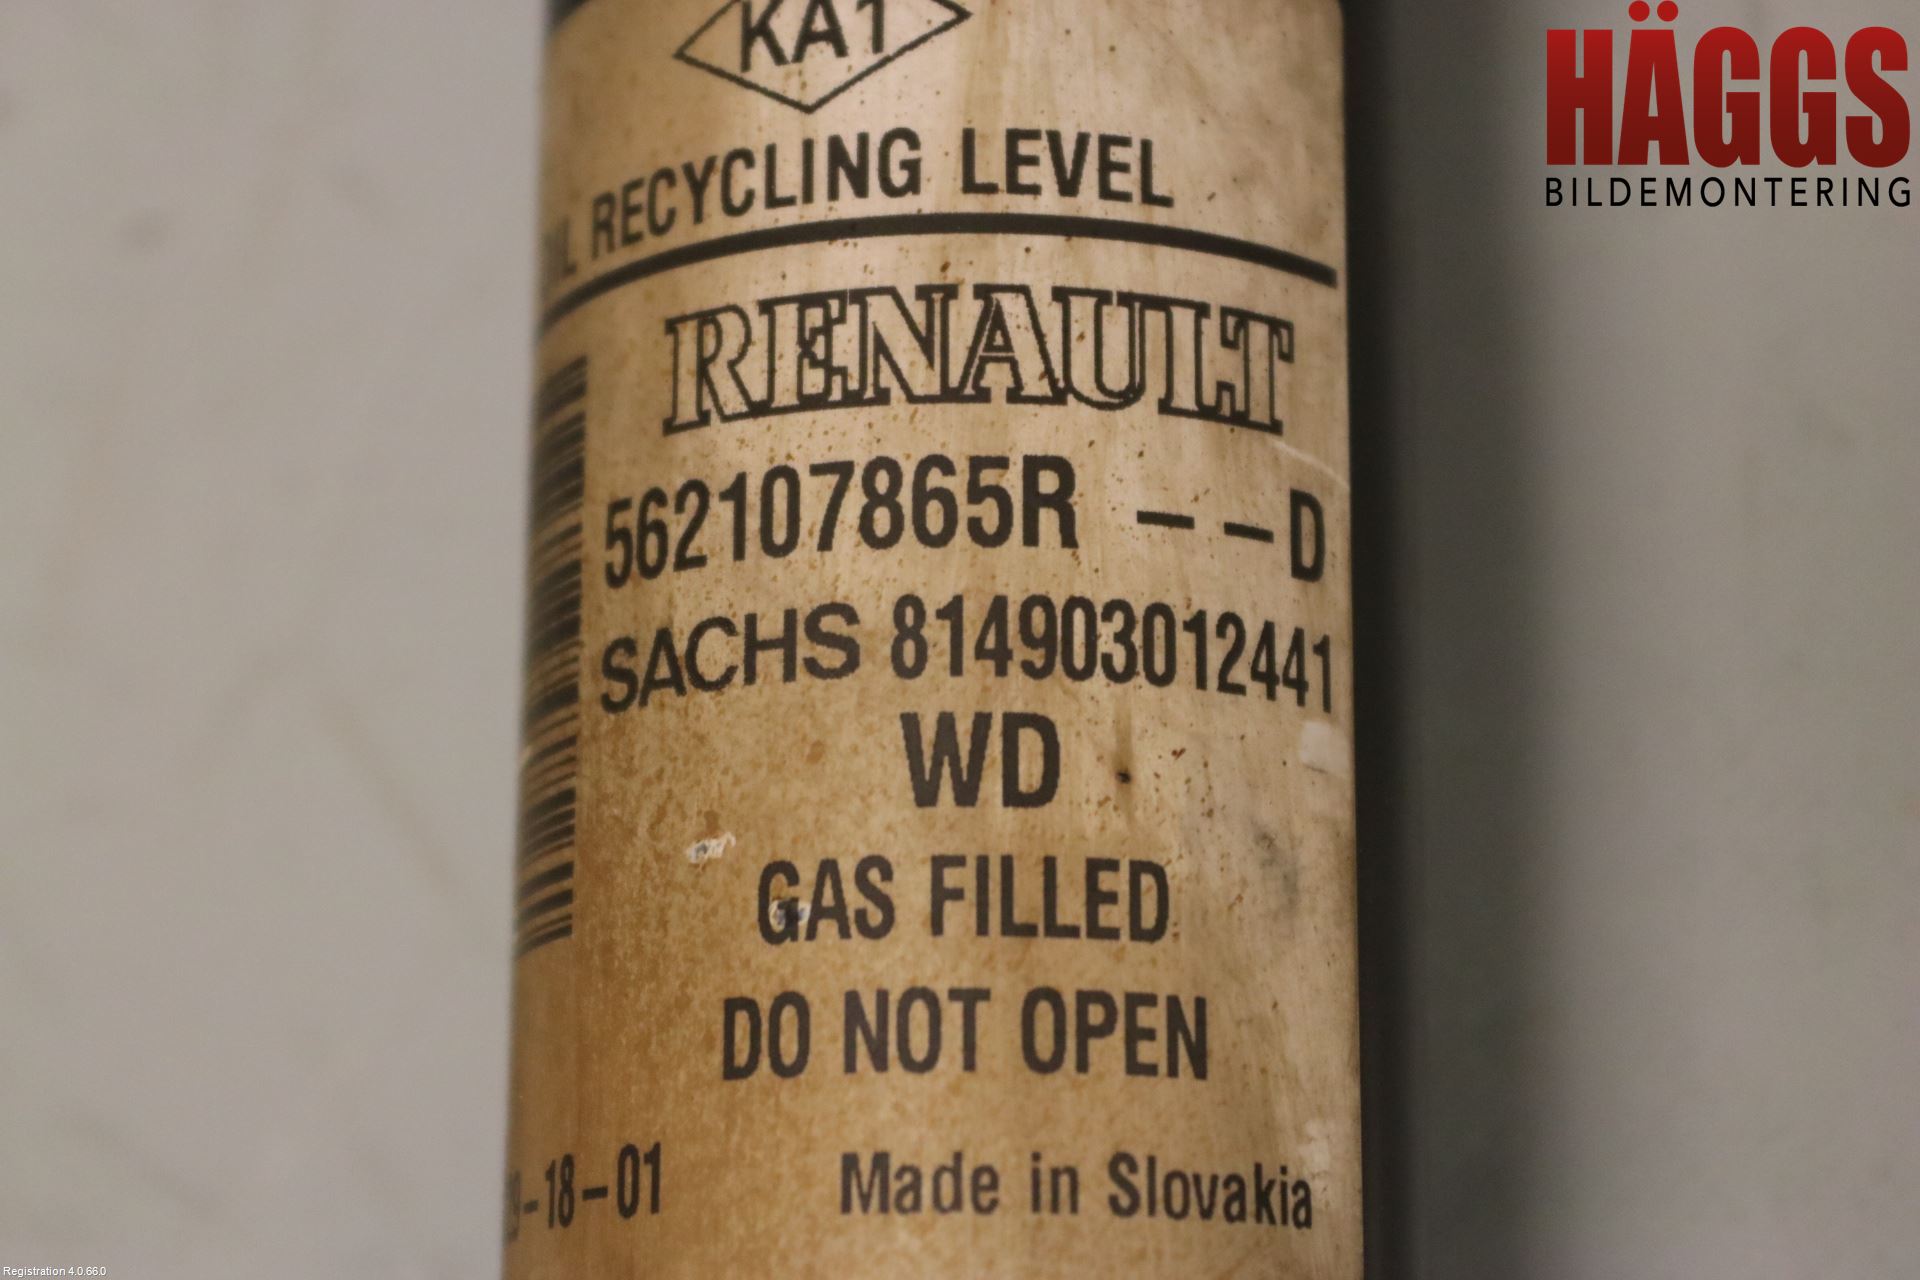 KA1
RECYCLING LEVEL
RENAULT
562107865R --D
SACHS 814903012441
WD
GAS FILLED
DO NOT OPEN
9-18-01 Made in Slovakia
HÄGGS
BILDEMONTERING
Registration 4.0.66.0